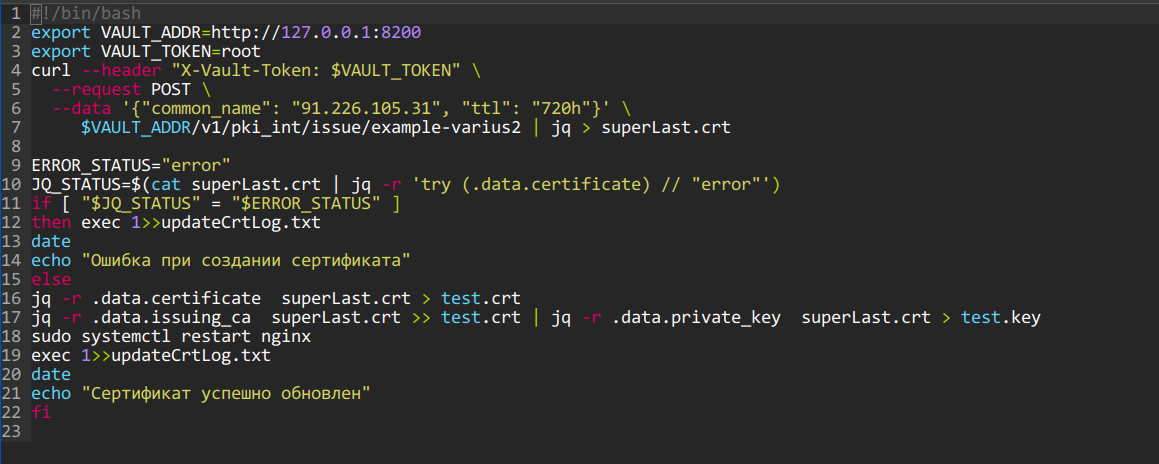 1 #!/bin/bash
2 export VAULT_ADDR=http://127.0.0.1:8200
3 export VAULT_TOKEN=root
4 curl --header "X-Vault-Token: $VAULT_TOKEN" \
5   --request POST \
6   --data '{"common_name": "91.226.105.31", "ttl": "720h"}' \
7      $VAULT_ADDR/v1/pki_int/issue/example-varius2 | jq > superLast.crt
8
9 ERROR_STATUS="error"
10 JQ_STATUS=$(cat superLast.crt | jq -r 'try (.data.certificate) // "error"')
11 if [ "$JQ_STATUS" = "$ERROR_STATUS" ]
12 then exec 1>>updateCrtLog.txt
13 date
14 echo "Ошибка при создании сертификата"
15 else
16 jq -r .data.certificate  superLast.crt > test.crt
17 jq -r .data.issuing_ca  superLast.crt >> test.crt | jq -r .data.private_key  superLast.crt > test.key
18 sudo systemctl restart nginx
19 exec 1>>updateCrtLog.txt
20 date
21 echo "Сертификат успешно обновлен"
22 fi
23